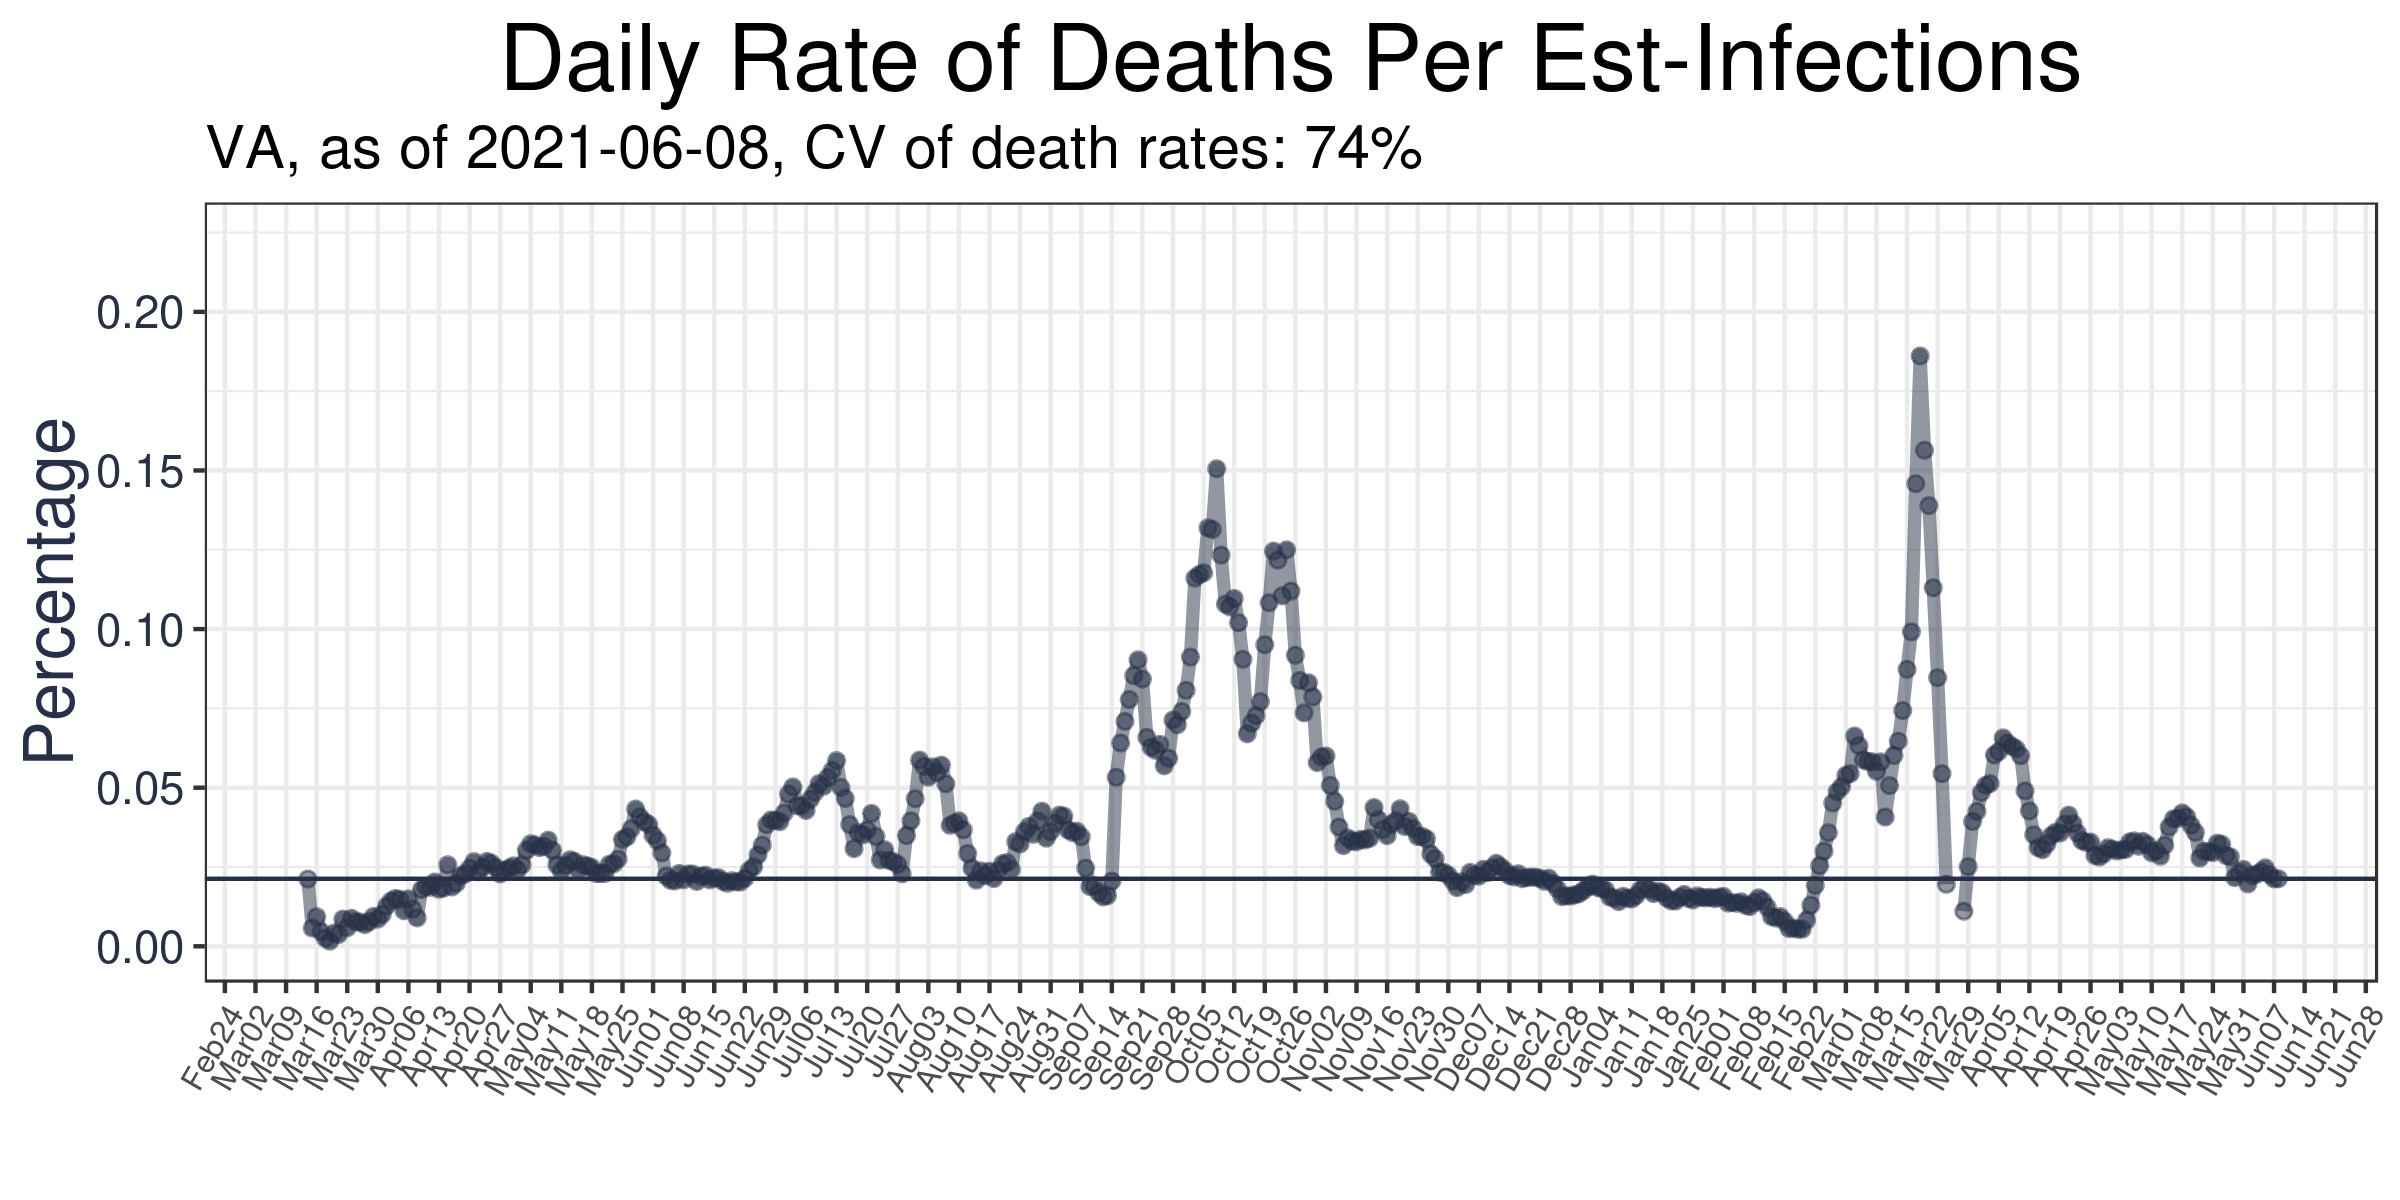 Daily Rate of Deaths Per Est-Infections
VA, as of 2021-06-08, CV of death rates: 74%
Percentage
0.20
0.15
0.10
0.05
0.00
Feb24
Mar02
Mar09
Mar16
Mar23
Mar30
Apr06
Apr13
Apr20
Apr27
May04
May11
May18
May25
Jun01
Jun08
Jun15
Jun22
Jun29
Jul06
Jul13
Jul20
Jul27
Aug03
Aug10
Aug17
Aug24
Aug31
Sep07
Sep14
Sep21
Sep28
Oct05
Oct12
Oct19
Oct26
Nov02
Nov09
Nov16
Nov23
Nov30
Dec07
Dec14
Dec21
Dec28
Jan04
Jan11
Jan18
Jan25
Feb01
Feb08
Feb15
Feb22
Mar01
Mar08
Mar15
Mar22
Mar29
Apr05
Apr12
Apr19
Apr26
May03
May10
May17
May24
May31
Jun07
Jun14
Jun21
Jun28